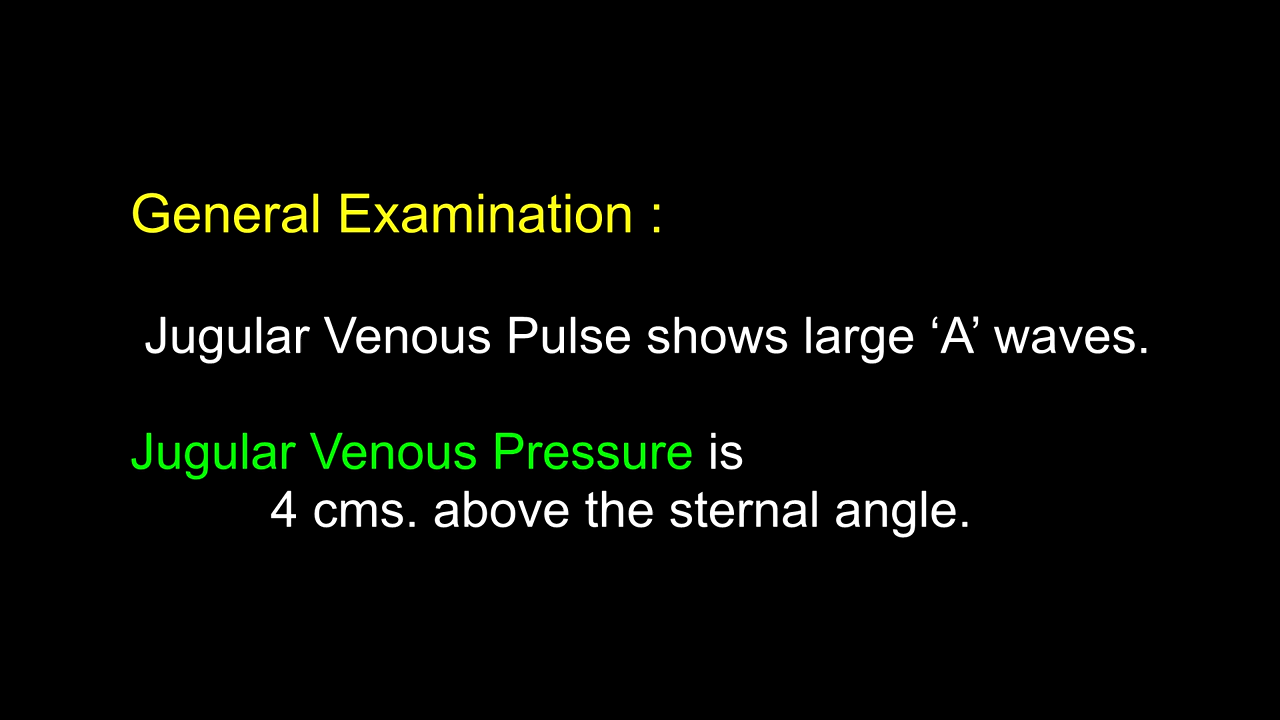 General Examination :
Jugular Venous Pulse shows large ‘A’ waves.
Jugular Venous Pressure is
4 cms. above the sternal angle.